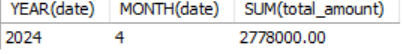 YEAR(date) MONTH(date) SUM(total_amount)
2024 4 2778000.00